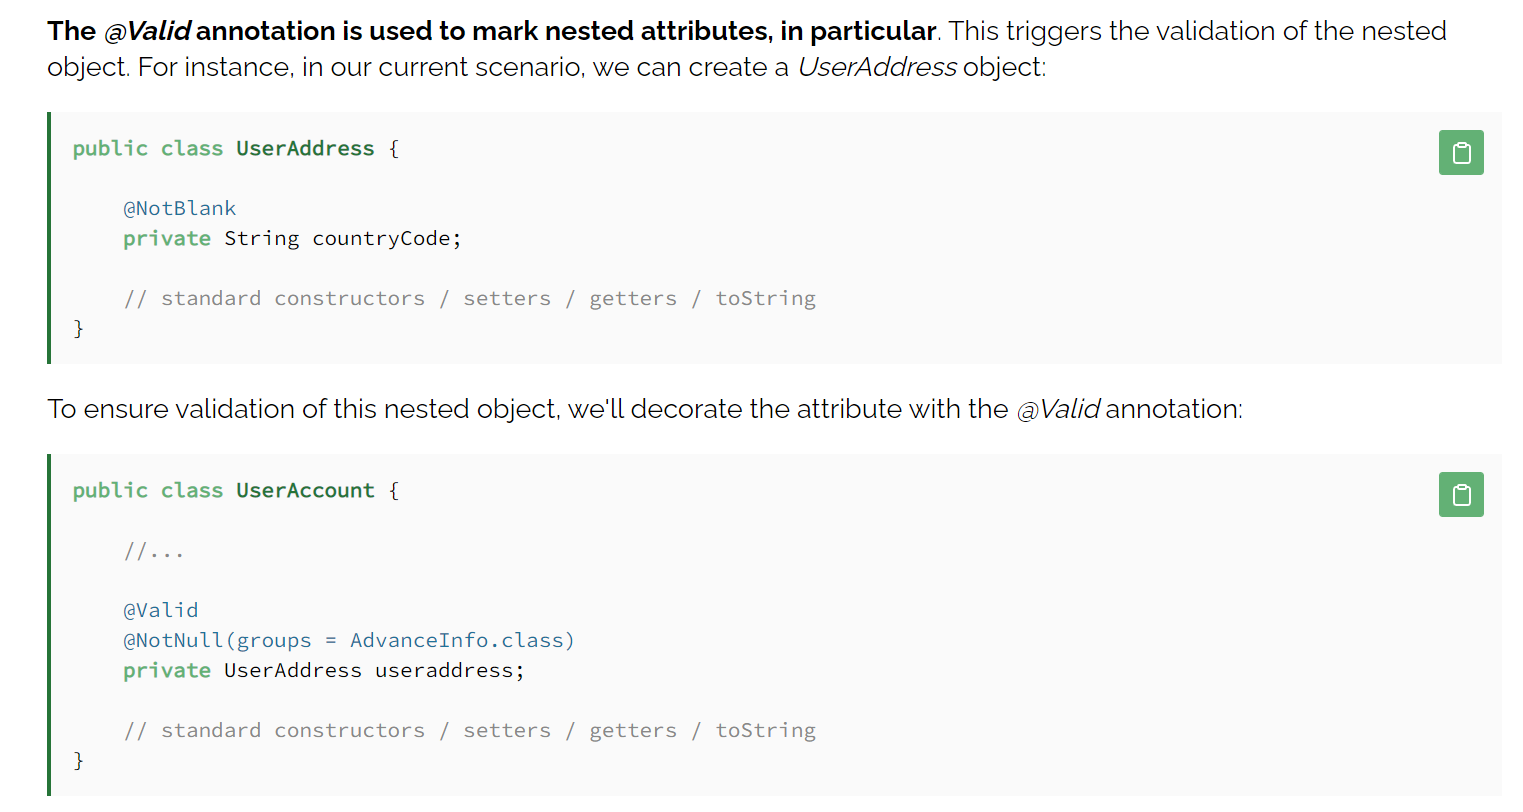 The @Valid annotation is used to mark nested attributes, in particular. This triggers the validation of the nested
object. For instance, in our current scenario, we can create a UserAddress object:
public class UserAddress {
@NotBlank
private String countryCode;
// standard constructors / setters / getters / toString
}
To ensure validation of this nested object, we'll decorate the attribute with the @Valid annotation:
public class UserAccount {
//...
@Valid
@NotNull(groups = AdvanceInfo.class)
private UserAddress useraddress;
// standard constructors / setters / getters / toString
}